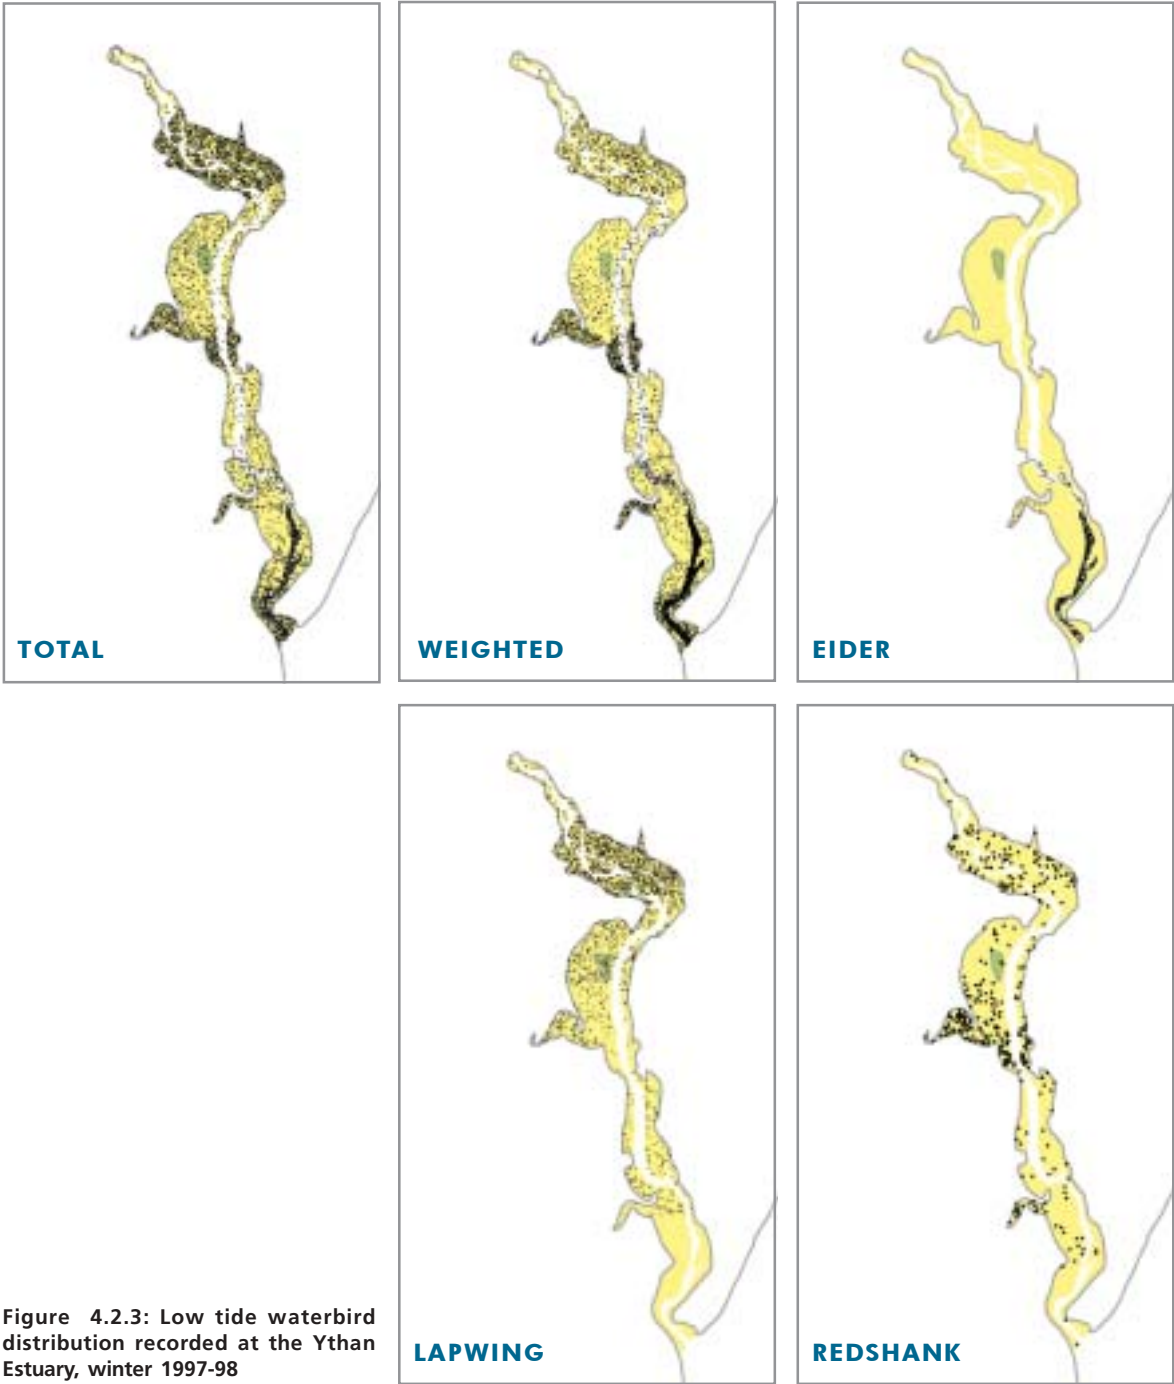 TOTAL
WEIGHTED
EIDER
LAPWING
REDSHANK
Figure 4.2.3: Low tide waterbird
distribution recorded at the Ythan
Estuary, winter 1997-98